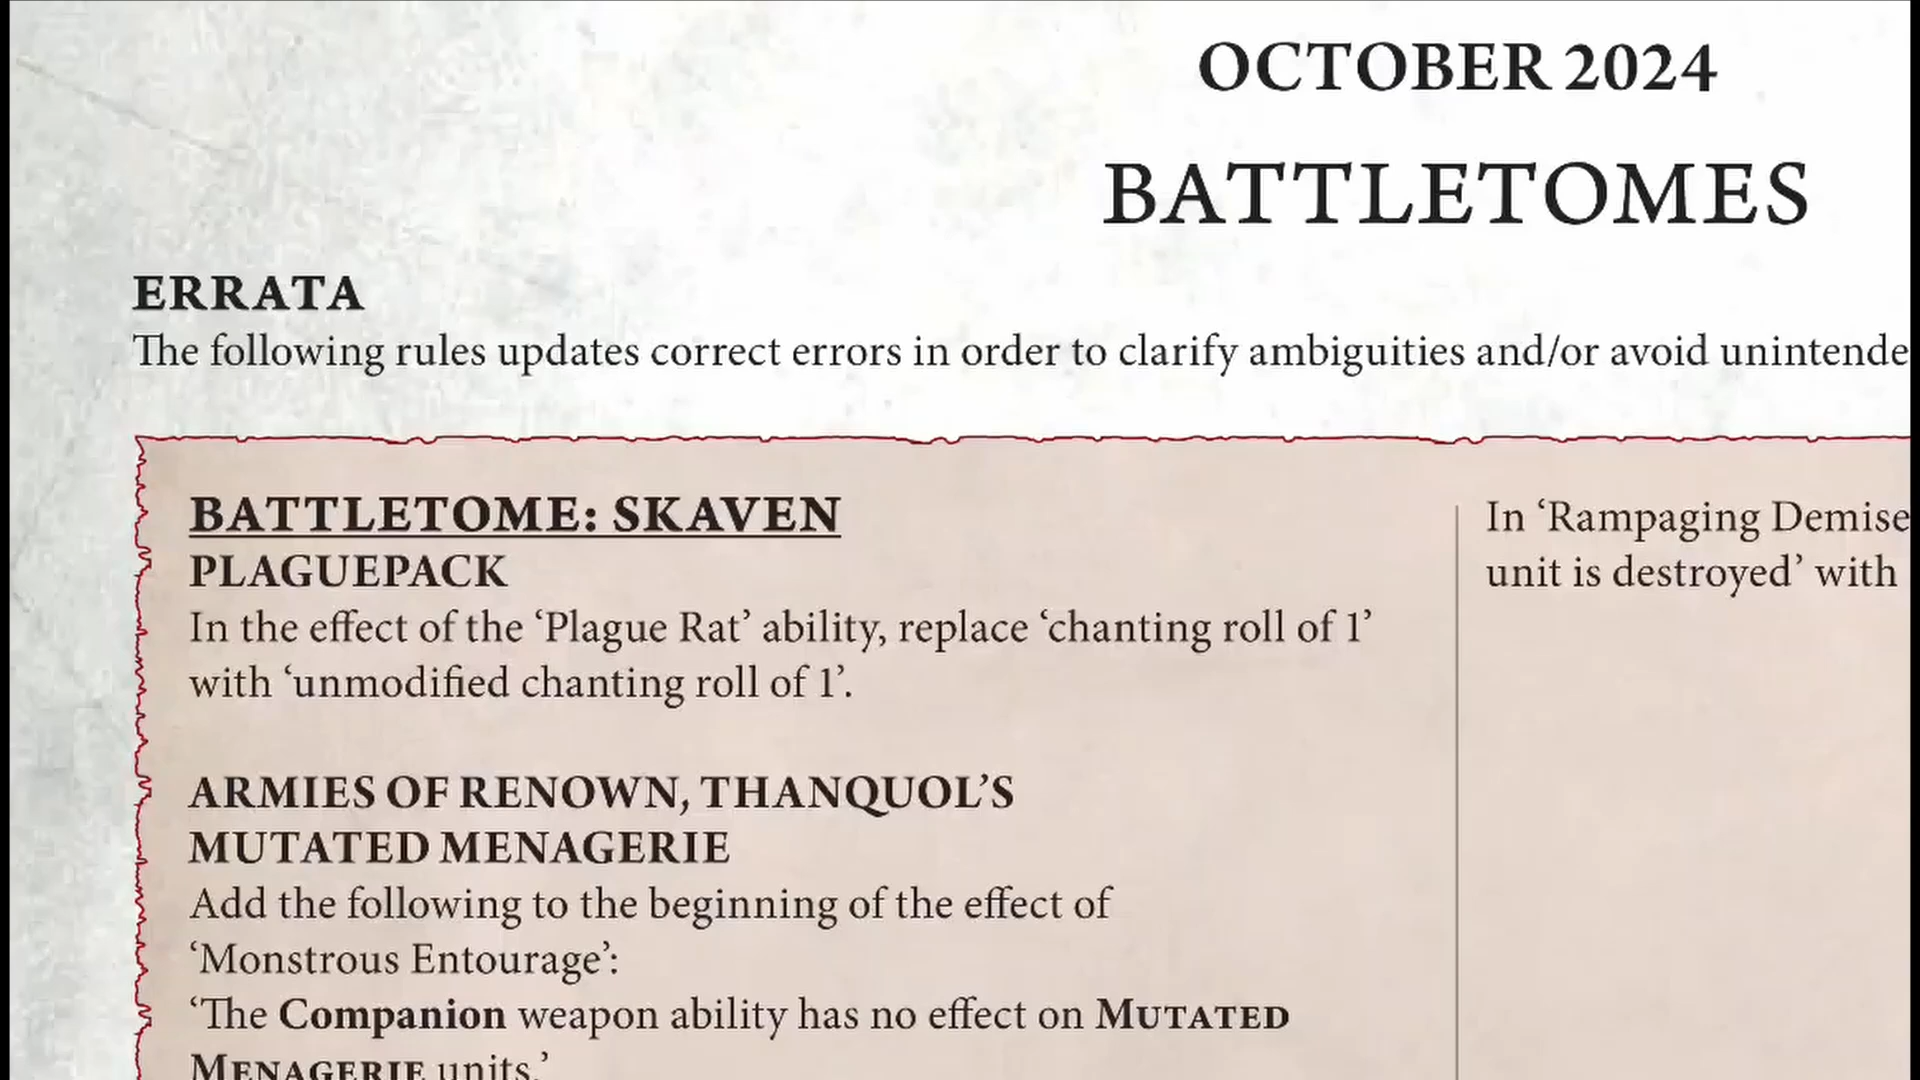 OCTOBER 2024
BATTLETOMES
ERRATA
The following rules updates correct errors in order to clarify ambiguities and/or avoid unintende
BATTLETOME: SKAVEN
PLAGUEPACK
In the effect of the ‘Plague Rat’ ability, replace ‘chanting roll of 1’
with ‘unmodified chanting roll of 1’.
ARMIES OF RENOWN, THANQUOL’S
MUTATED MENAGERIE
Add the following to the beginning of the effect of
‘Monstrous Entourage’:
‘The Companion weapon ability has no effect on MUTATED
MENAGERIE units.’
In ‘Rampaging Demise
unit is destroyed’ with